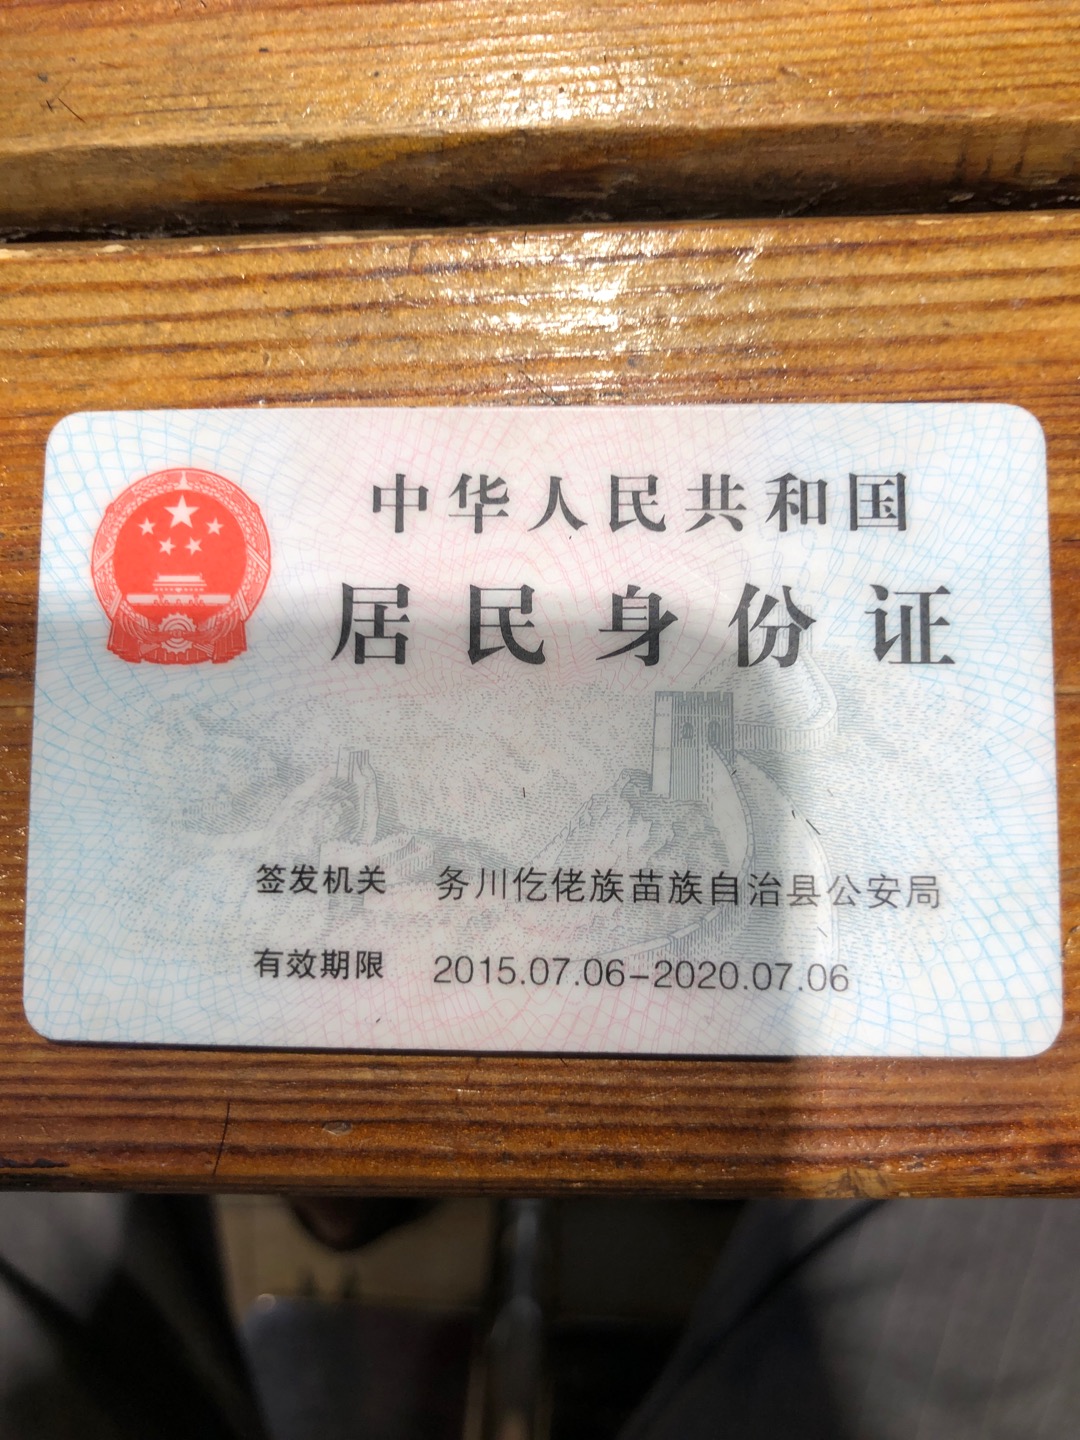 中华人民共和国
居民身份证
签发机关 务川仡佬族苗族自治县公安局
有效期限 2015.07.06-2020.07.06